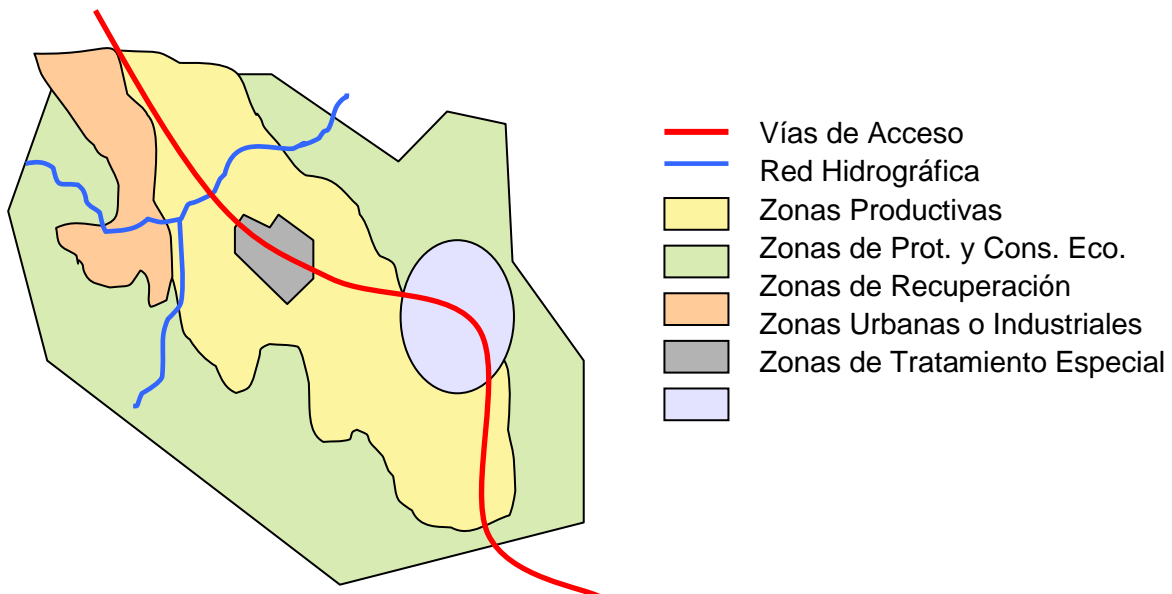 Vías de Acceso
Red Hidrográfica
Zonas Productivas
Zonas de Prot. y Cons. Eco.
Zonas de Recuperación
Zonas Urbanas o Industriales
Zonas de Tratamiento Especial